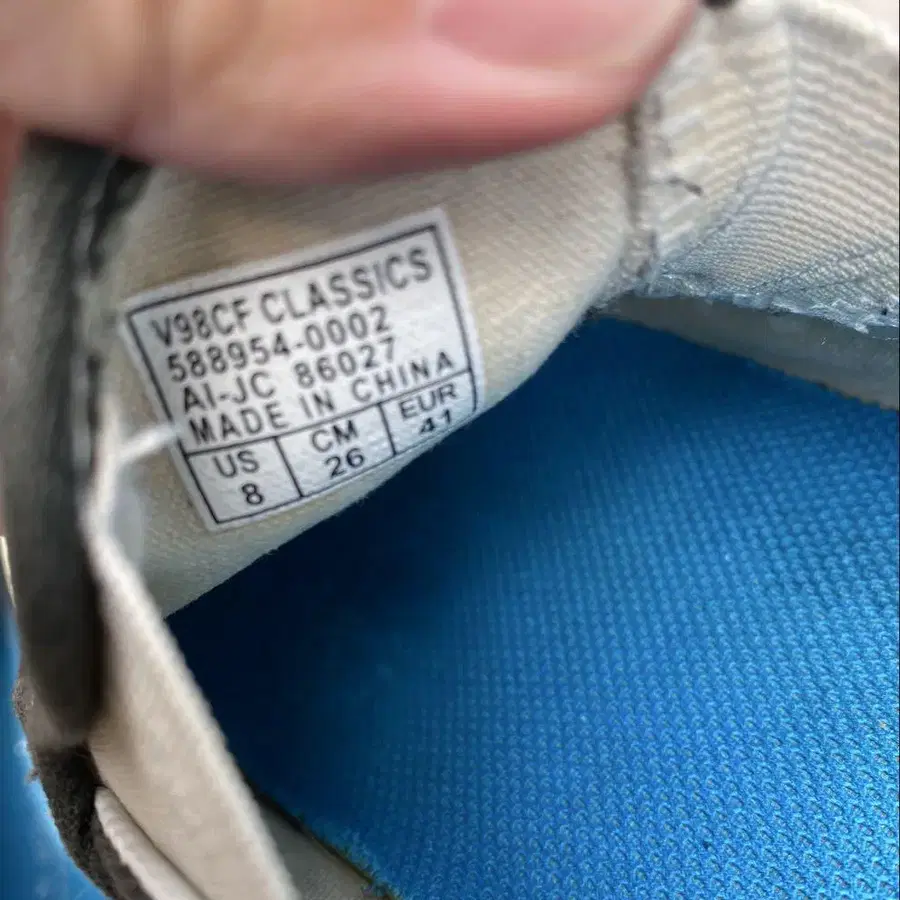 V98CF CLASSICS
588954-0002
AI-JC 86027
MADE IN CHINA
US CM EUR
8 26 41